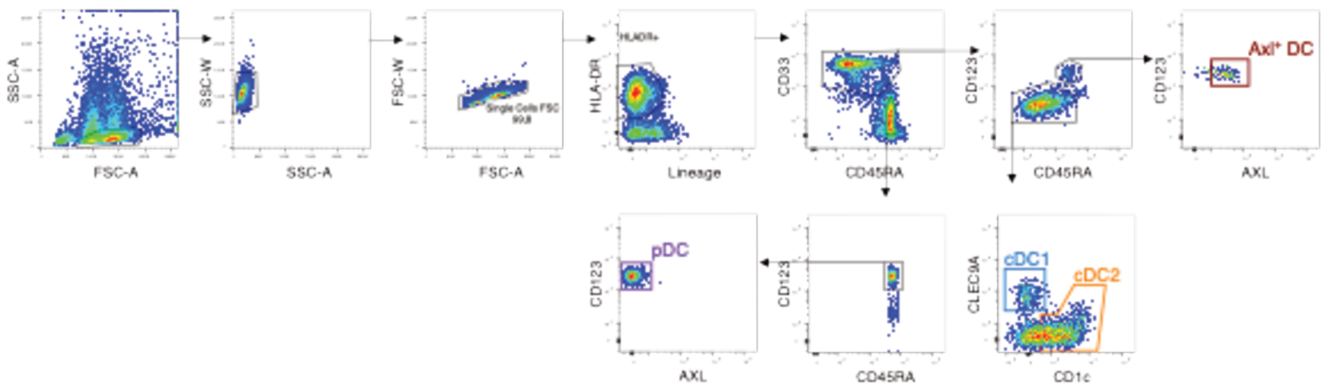 SSC-A
FSC-A
SSC-W
SSC-A
FSC-W
Single Cells FSC
99.8
FSC-A
HLA-DR
HLADR+
Lineage
CD33
CD45RA
CD123
CD45RA
CD123
Axl+ DC
AXL
CD123
pDC
AXL
CD123
CD45RA
CLEC9A
cDC1
cDC2
CD1c